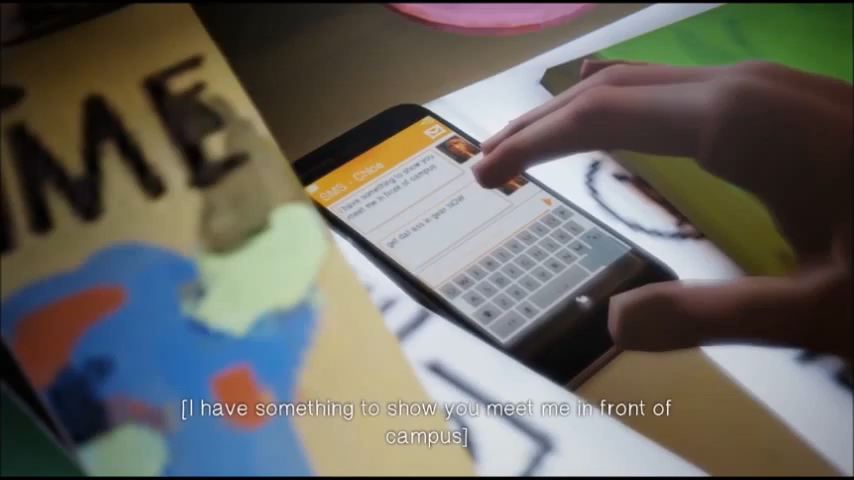 IME
SMS - Chloe
I have something to show you
meet me in front of campus
get dat ass in gear NOW
[I have something to show you meet me in front of
campus]